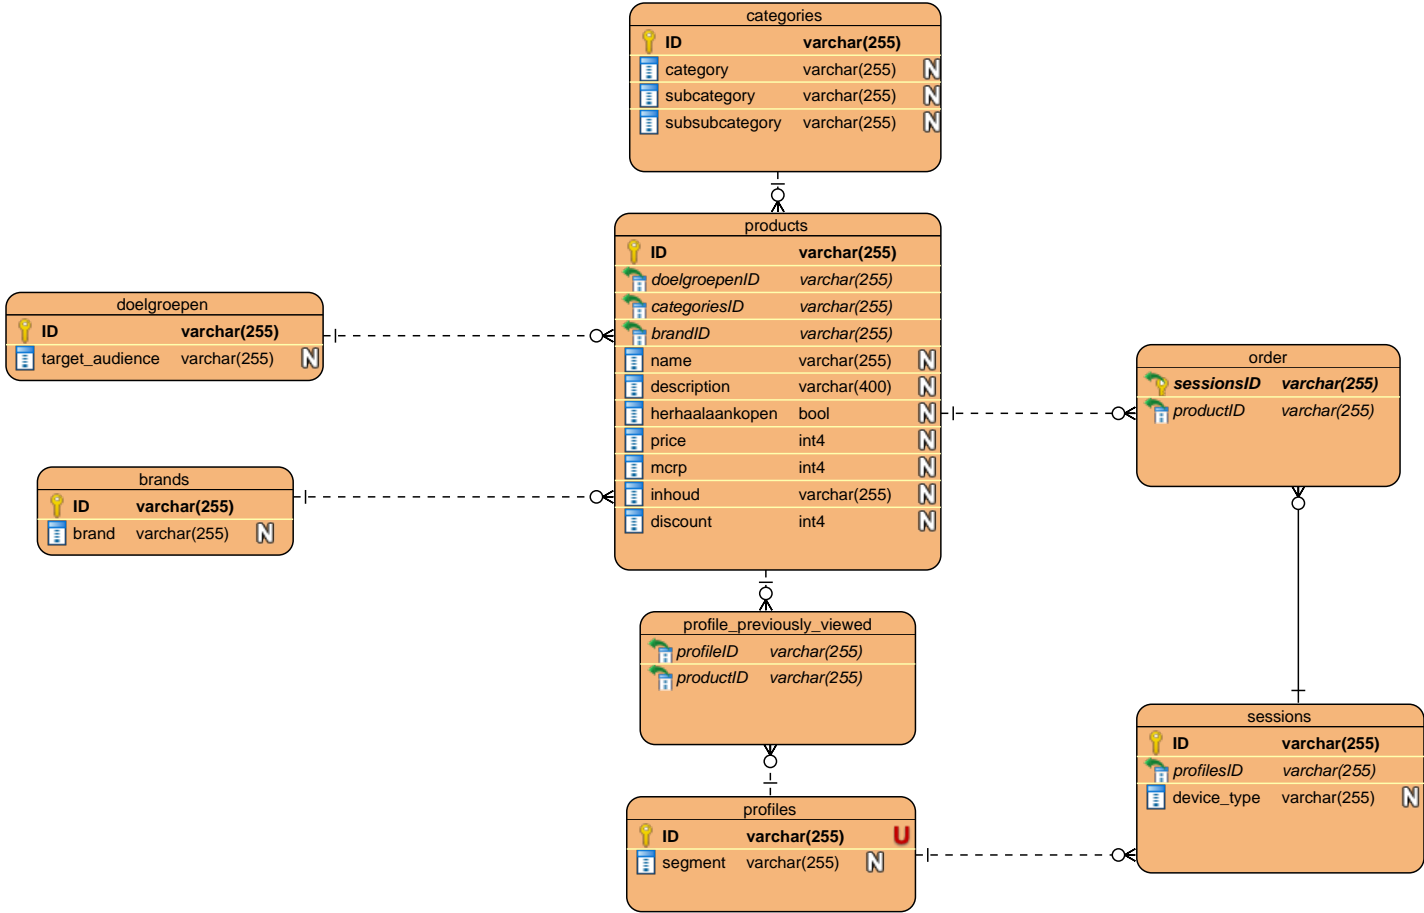 categories
ID varchar(255)
category varchar(255) N
subcategory varchar(255) N
subsubcategory varchar(255) N
products
ID varchar(255)
doelgroepenID varchar(255)
categoriesID varchar(255)
brandID varchar(255)
name varchar(255) N
description varchar(400) N
herhaalaankopen bool N
price int4 N
mcrp int4 N
inhoud varchar(255) N
discount int4 N
doelgroepen
ID varchar(255)
target_audience varchar(255) N
brands
ID varchar(255)
brand varchar(255) N
order
sessionsID varchar(255)
productID varchar(255)
profile_previously_viewed
profileID varchar(255)
productID varchar(255)
sessions
ID varchar(255)
profilesID varchar(255)
device_type varchar(255) N
profiles
ID varchar(255) U
segment varchar(255) N